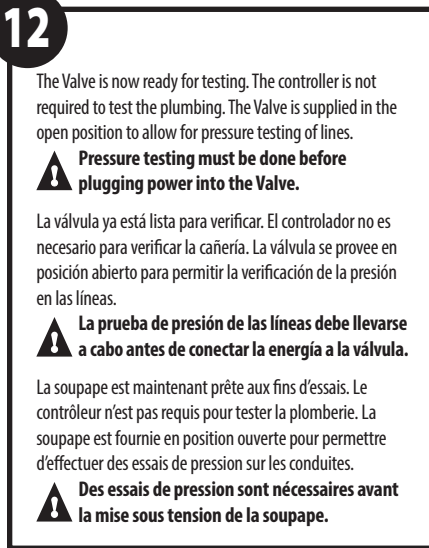 12
The Valve is now ready for testing. The controller is not
required to test the plumbing. The Valve is supplied in the
open position to allow for pressure testing of lines.
Pressure testing must be done before
plugging power into the Valve.
La válvula ya está lista para verificar. El controlador no es
necesario para verificar la cañería. La válvula se provee en
posición abierto para permitir la verificación de la presión
en las líneas.
La prueba de presión de las líneas debe llevarse
a cabo antes de conectar la energía a la válvula.
La soupape est maintenant prête aux fins d'essais. Le
contrôleur n'est pas requis pour tester la plomberie. La
soupape est fournie en position ouverte pour permettre
d'effectuer des essais de pression sur les conduites.
Des essais de pression sont nécessaires avant
la mise sous tension de la soupape.